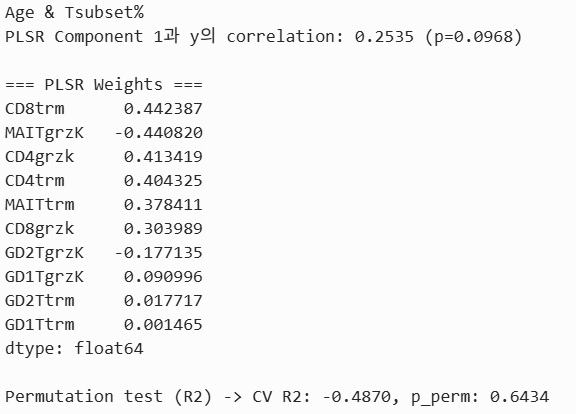 Age & Tsubset%
PLSR Component 1과 y의 correlation: 0.2535 (p=0.0968)
=== PLSR Weights ===
CD8trm 0.442387
MAITgrzK -0.440820
CD4grzk 0.413419
CD4trm 0.404325
MAITtrm 0.378411
CD8grzk 0.303989
GD2TgrzK -0.177135
GD1TgrzK 0.090996
GD2Ttrm 0.017717
GD1Ttrm 0.001465
dtype: float64
Permutation test (R2) -> CV R2: -0.4870, p_perm: 0.6434